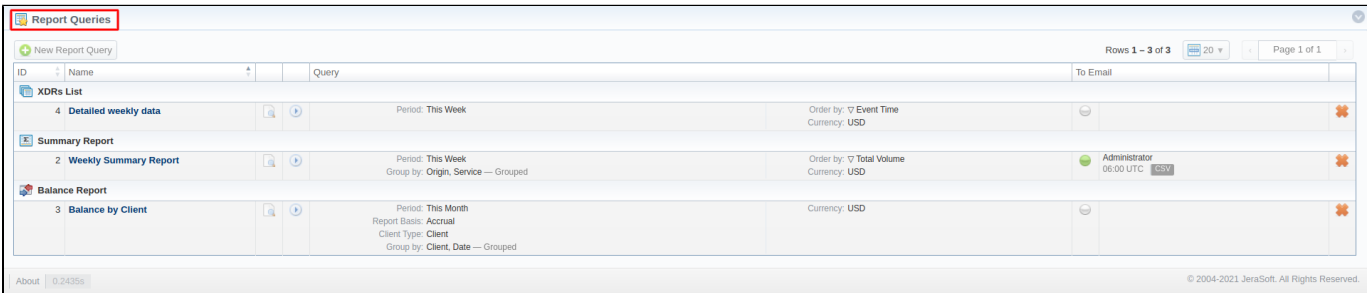 Report Queries
New Report Query
Rows 1 – 3 of 3
20
Page 1 of 1
ID Name Query To Email
XDRs List
4 Detailed weekly data Period: This Week Order by: ▽ Event Time
Currency: USD
Summary Report
2 Weekly Summary Report Period: This Week Order by: ▽ Total Volume Administrator
Group by: Origin, Service — Grouped Currency: USD 06:00 UTC CSV
Balance Report
3 Balance by Client Period: This Month Currency: USD
Report Basis: Accrual
Client Type: Client
Group by: Client, Date — Grouped
About 0.2435s © 2004-2021 JeraSoft. All Rights Reserved.